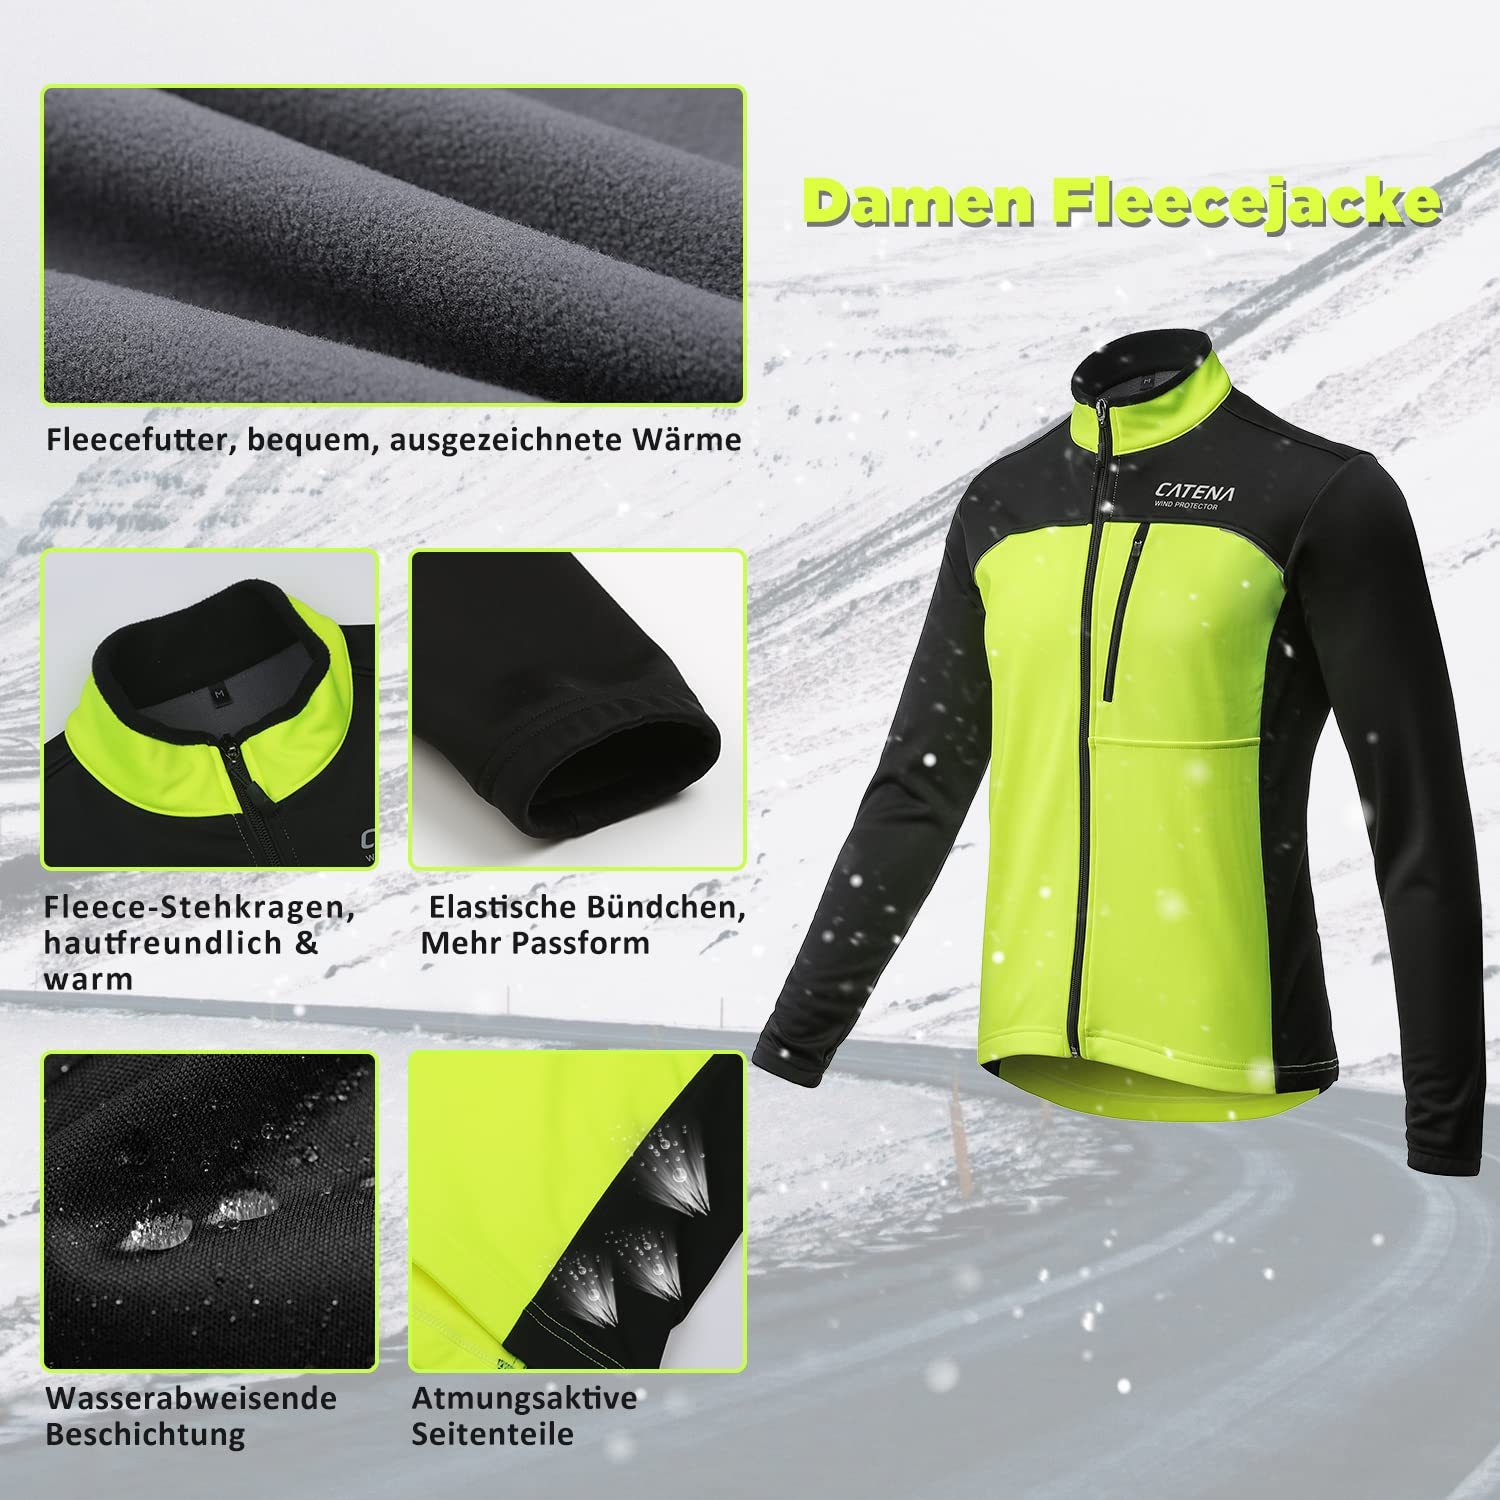 Damen Fleecejacke
Fleecefutter, bequem, ausgezeichnete Wärme
M
CATENA
WIND PROTECTOR
M
Fleece-Stehkragen,
hautfreundlich &
warm
Elastische Bündchen,
Mehr Passform
Wasserabweisende
Beschichtung
Atmungsaktive
Seitenteile